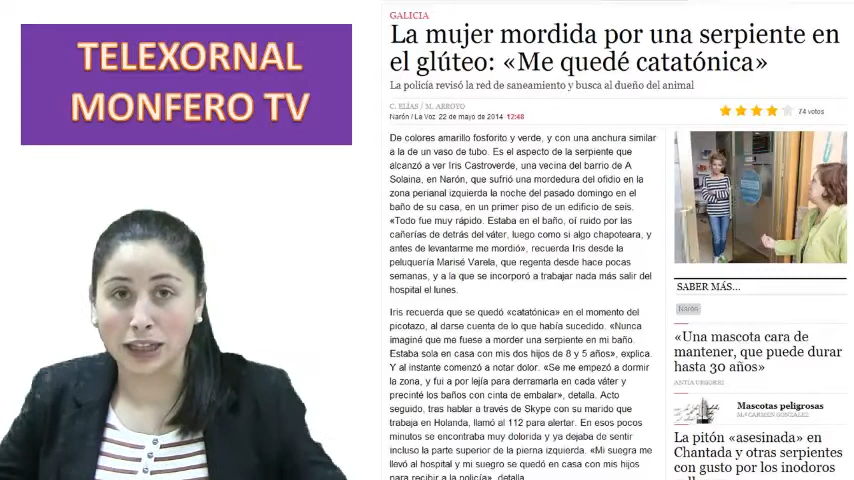 TELEXORNAL
MONFERO TV
GALICIA
La mujer mordida por una serpiente en
el glúteo: «Me quedé catatónica»
La policía revisó la red de saneamiento y busca al dueño del animal
C. ELÍAS / M. ARROYO
Narón / La Voz 22 de mayo de 2014 12:48
74 votos
De colores amarillo fosforito y verde, y con una anchura similar
a la de un vaso de tubo. Es el aspecto de la serpiente que
alcanzó a ver Iris Castroverde, una vecina del barrio de A
Solaina, en Narón, que sufrió una mordedura del ofidio en la
zona perianal izquierda la noche del pasado domingo en el
baño de su casa, en un primer piso de un edificio de seis.
«Todo fue muy rápido. Estaba en el baño, oí ruido por las
cañerías de detrás del váter, luego como si algo chapoteara, y
antes de levantarme me mordió», recuerda Iris desde la
peluquería Marisé Varela, que regenta desde hace pocas
semanas, y a la que se incorporó a trabajar nada más salir del
hospital el lunes.
Iris recuerda que se quedó «catatónica» en el momento del
picotazo, al darse cuenta de lo que había sucedido. «Nunca
imaginé que me fuese a morder una serpiente en mi baño.
Estaba sola en casa con mis dos hijos de 8 y 5 años», explica.
Y al instante comenzó a notar dolor. «Se me empezó a dormir
la zona, y fui a por lejía para derramarla en cada váter y
precinté los baños con cinta de embalar», detalla. Acto
seguido, tras hablar a través de Skype con su marido que
trabaja en Holanda, llamó al 112 para alertar. En esos pocos
minutos se encontraba muy dolorida y ya dejaba de sentir
incluso la parte superior de la pierna izquierda. «Mi suegra me
llevó al hospital y mi suegro se quedó en casa con mis hijos
para recibir a la policía», detalla
SABER MÁS...
Narón
«Una mascota cara de
mantener, que puede durar
hasta 30 años»
Mascotas peligrosas
Mª CARMEN GONZÁLEZ
La pitón «asesinada» en
Chantada y otras serpientes
con gusto por los inodoros